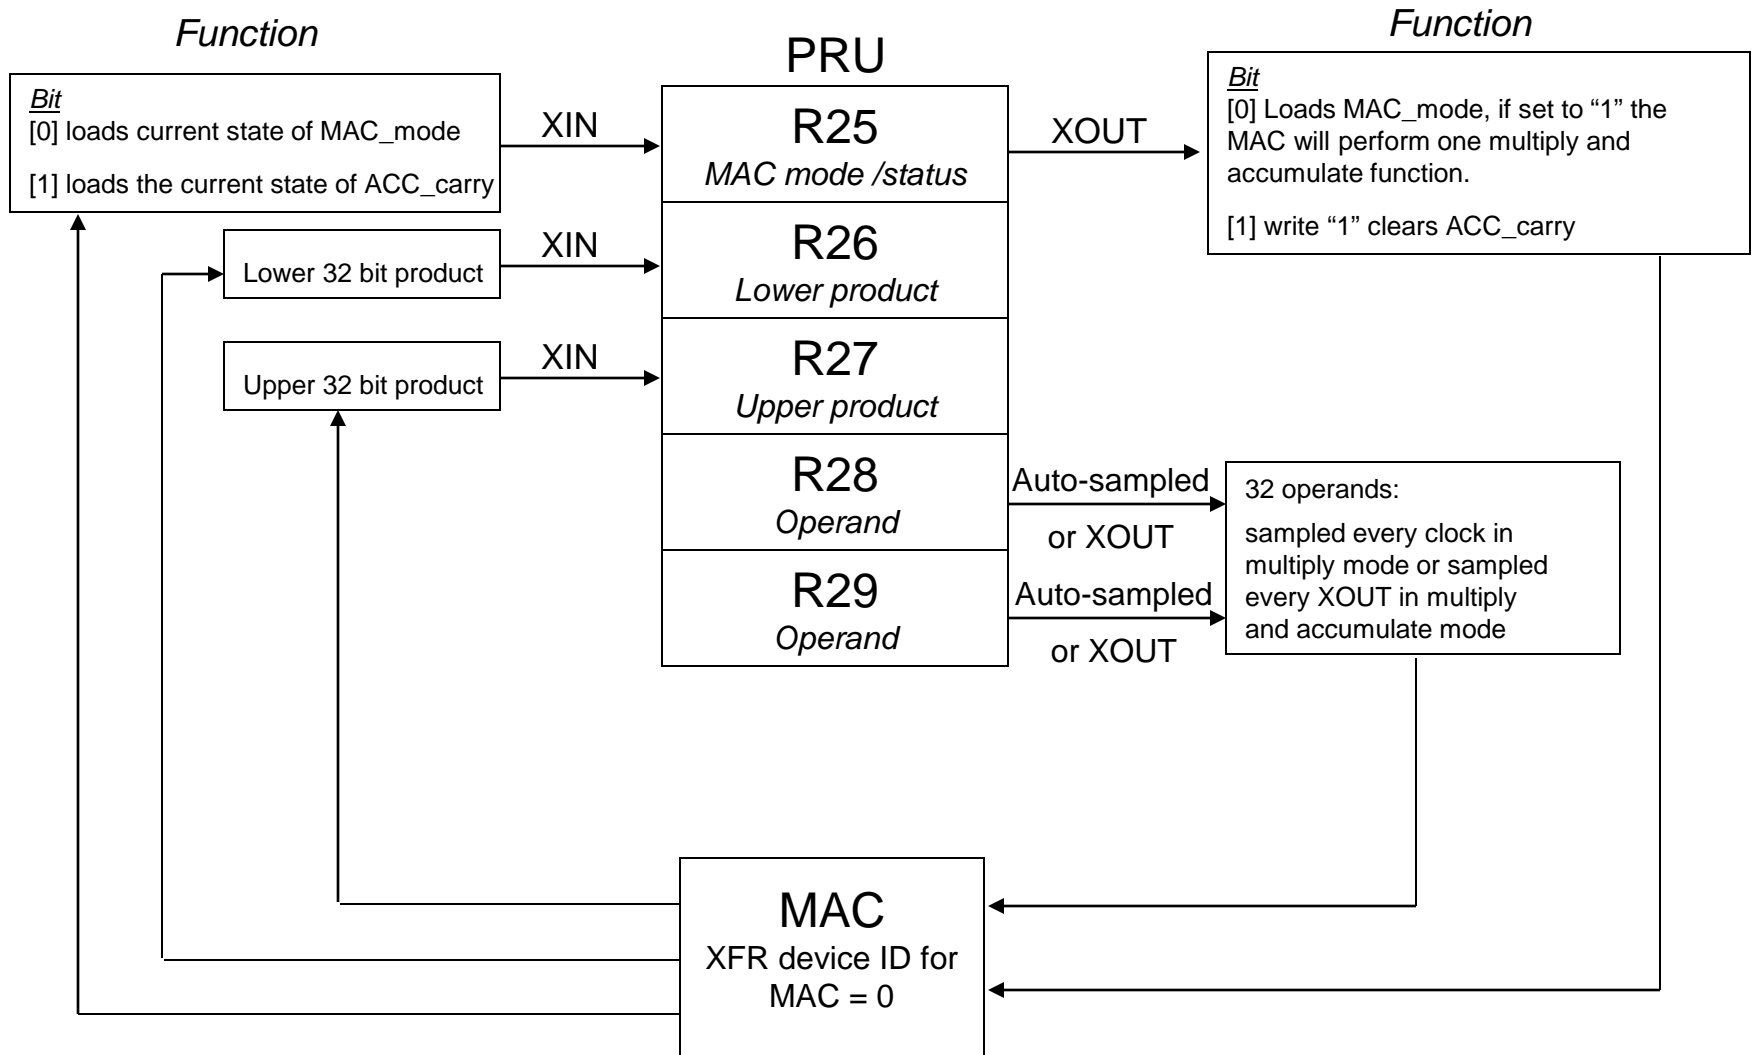 Function
Bit
[0] loads current state of MAC_mode
[1] loads the current state of ACC_carry
Lower 32 bit product
Upper 32 bit product
XIN
XIN
XIN
PRU
R25
MAC mode /status
R26
Lower product
R27
Upper product
R28
Operand
R29
Operand
XOUT
Auto-sampled
or XOUT
Auto-sampled
or XOUT
Function
Bit
[0] Loads MAC_mode, if set to “1” the
MAC will perform one multiply and
accumulate function.
[1] write “1” clears ACC_carry
32 operands:
sampled every clock in
multiply mode or sampled
every XOUT in multiply
and accumulate mode
MAC
XFR device ID for
MAC = 0